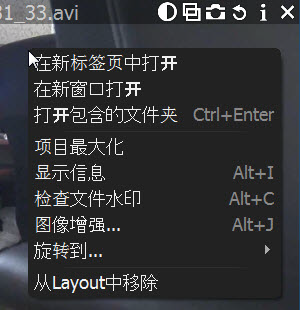 31_33.avi
在新标签页中打开
在新窗口打开
打开包含的文件夹 Ctrl+Enter
项目最大化
显示信息 Alt+I
检查文件水印 Alt+C
图像增强... Alt+J
旋转到...
从Layout中移除